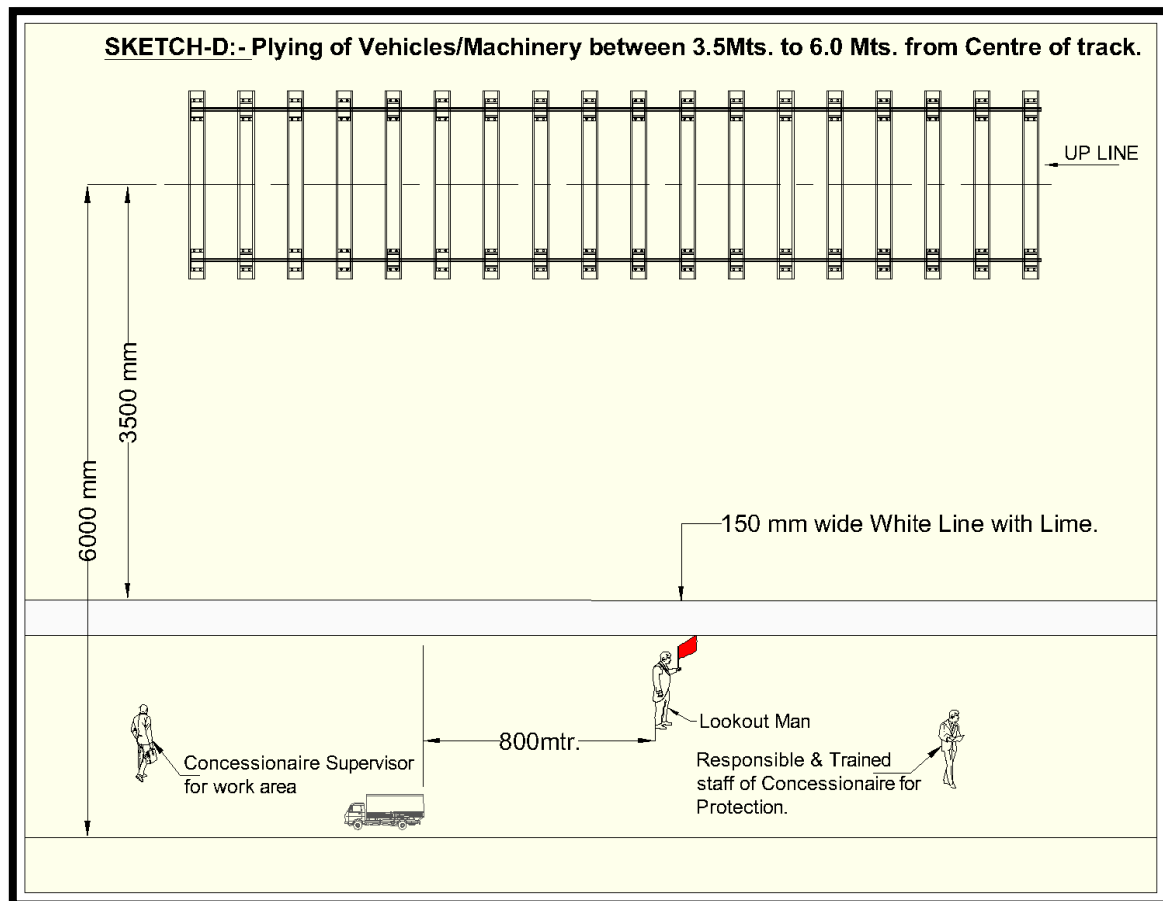 SKETCH-D:- Plying of Vehicles/Machinery between 3.5Mts. to 6.0 Mts. from Centre of track.
UP LINE
3500 mm
6000 mm
150 mm wide White Line with Lime.
Lookout Man
800mtr.
Concessionaire Supervisor
for work area
Responsible & Trained
staff of Concessionaire for
Protection.